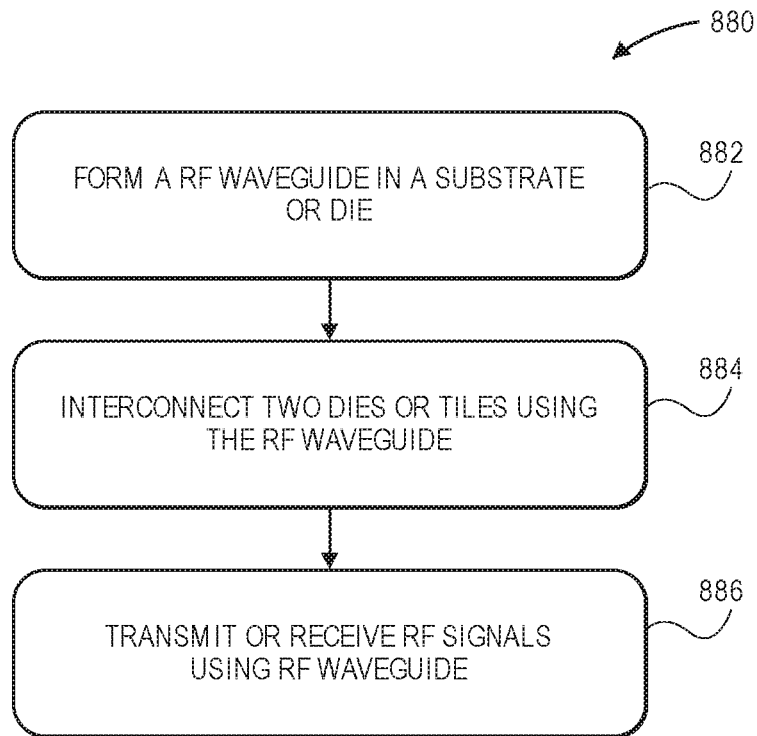 880
FORM A RF WAVEGUIDE IN A SUBSTRATE
OR DIE
882
INTERCONNECT TWO DIES OR TILES USING
THE RF WAVEGUIDE
884
TRANSMIT OR RECEIVE RF SIGNALS
USING RF WAVEGUIDE
886